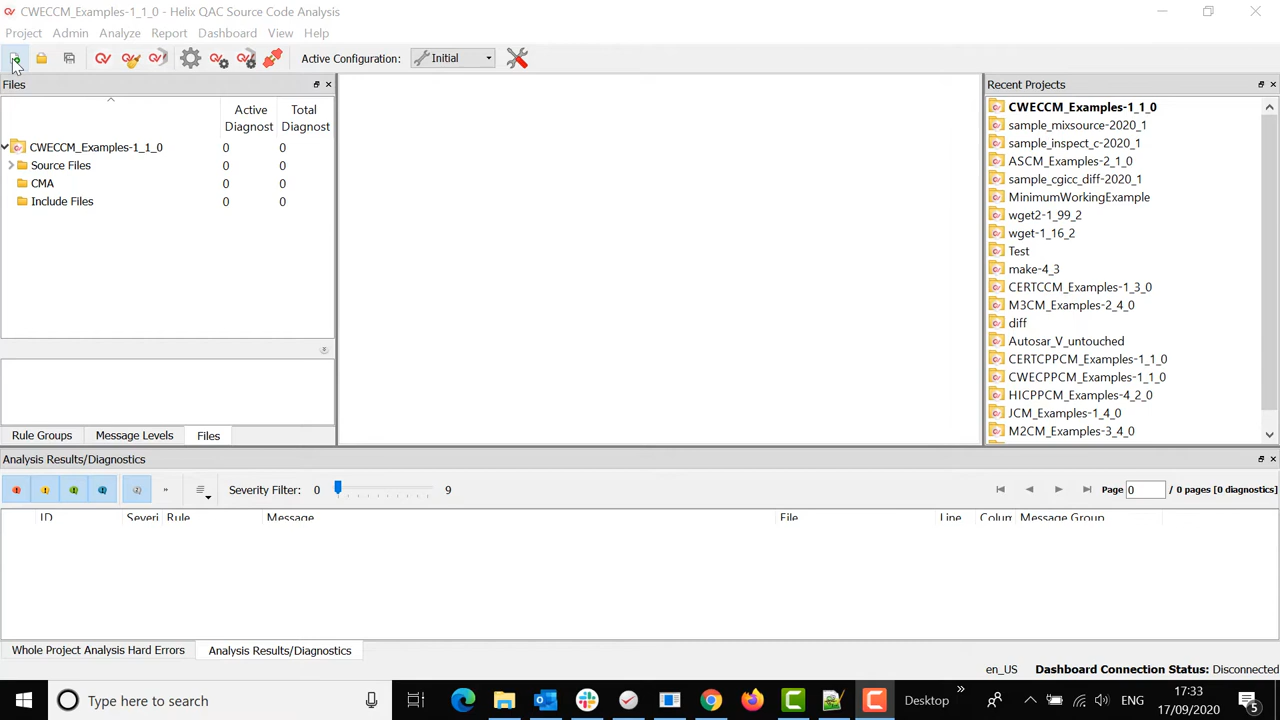 CWECCM_Examples-1_1_0 - Helix QAC Source Code Analysis
Project Admin Analyze Report Dashboard View Help
Active Configuration: Initial
Files
Active Diagnost
Total Diagnost
CWECCM_Examples-1_1_0 0 0
Source Files 0 0
CMA 0 0
Include Files 0 0
Rule Groups Message Levels Files
Recent Projects
CWECCM_Examples-1_1_0
sample_mixsource-2020_1
sample_inspect_c-2020_1
ASCM_Examples-2_1_0
sample_cgicc_diff-2020_1
MinimumWorkingExample
wget2-1_99_2
wget-1_16_2
Test
make-4_3
CERTCCM_Examples-1_3_0
M3CM_Examples-2_4_0
diff
Autosar_V_untouched
CERTCPPCM_Examples-1_1_0
CWECPPCM_Examples-1_1_0
HICPPCM_Examples-4_2_0
JCM_Examples-1_4_0
M2CM_Examples-3_4_0
Analysis Results/Diagnostics
Severity Filter: 0 9
Page 0 / 0 pages [0 diagnostics]
ID Severi Rule Message File Line Colum Message Group
Whole Project Analysis Hard Errors Analysis Results/Diagnostics
en_US Dashboard Connection Status: Disconnected
Type here to search
Desktop
ENG
17:33
17/09/2020
5